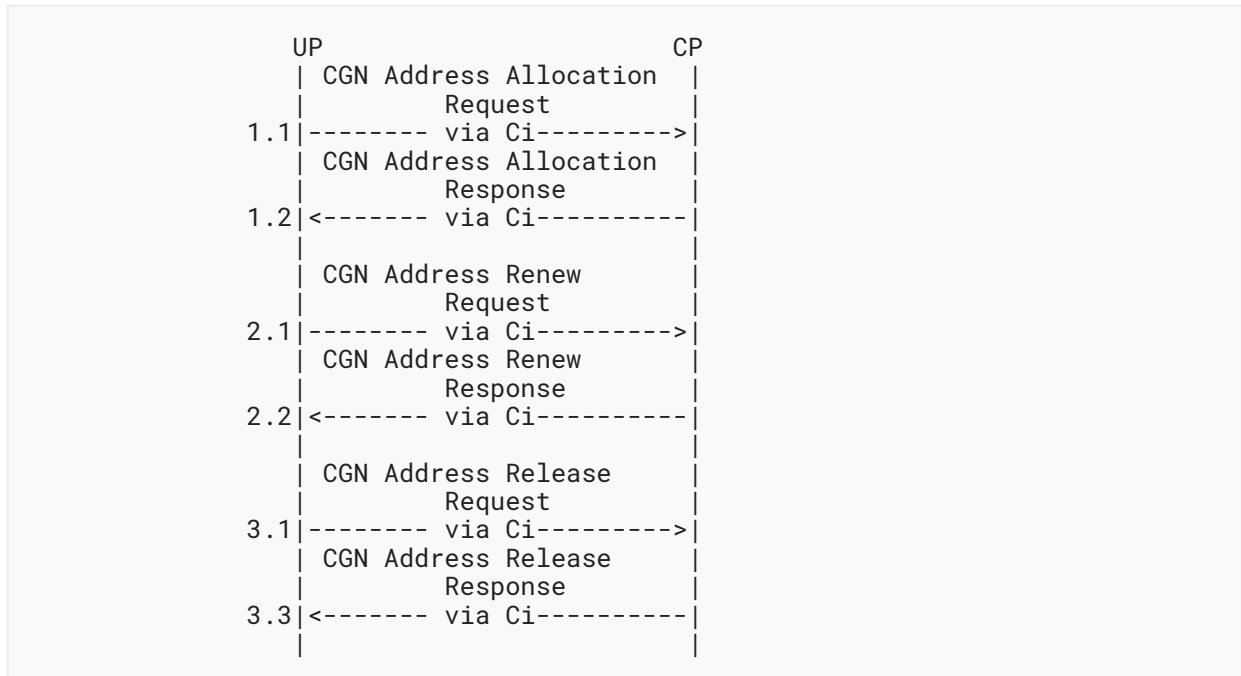 UP                       CP
| CGN Address Allocation  |
|         Request         |
1.1|-------- via Ci--------->|
| CGN Address Allocation  |
|         Response        |
1.2|<------- via Ci----------|
|                         |
| CGN Address Renew       |
|         Request         |
2.1|-------- via Ci--------->|
| CGN Address Renew       |
|         Response        |
2.2|<------- via Ci----------|
|                         |
| CGN Address Release     |
|         Request         |
3.1|-------- via Ci--------->|
| CGN Address Release     |
|         Response        |
3.3|<------- via Ci----------|
|                         |